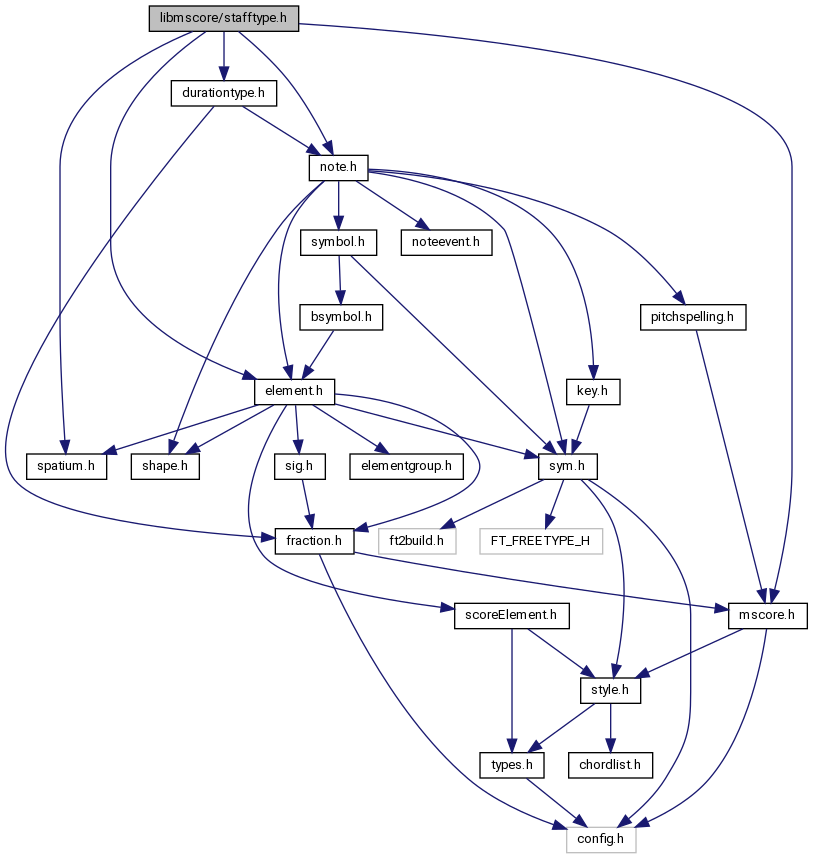 libmscore/stafftype.h
durationtype.h
note.h
symbol.h
noteevent.h
bsymbol.h
pitchspelling.h
element.h
key.h
spatium.h
shape.h
sig.h
elementgroup.h
sym.h
fraction.h
ft2build.h
FT_FREETYPE_H
scoreElement.h
mscore.h
style.h
types.h
chordlist.h
config.h